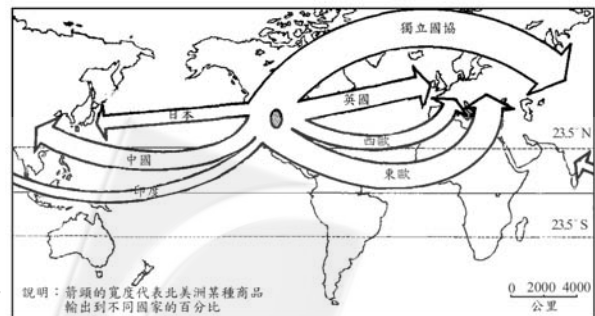 獨立國協
英國
日本
西歐
中國
東歐
印度
23.5° N
23.5° S
說明：箭頭的寬度代表北美洲某種商品
輸出到不同國家的百分比
0 2000 4000
公里